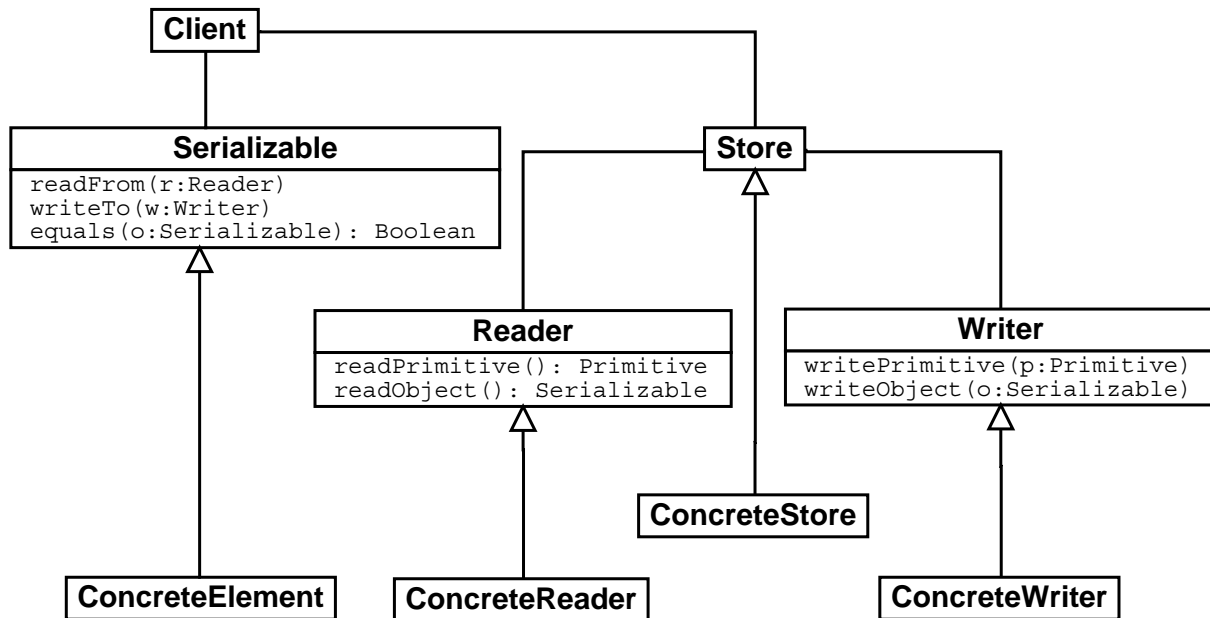 Client
Serializable
readFrom(r:Reader)
writeTo(w:Writer)
equals(o:Serializable): Boolean
Store
Reader
readPrimitive(): Primitive
readObject(): Serializable
Writer
writePrimitive(p:Primitive)
writeObject(o:Serializable)
ConcreteStore
ConcreteElement
ConcreteReader
ConcreteWriter